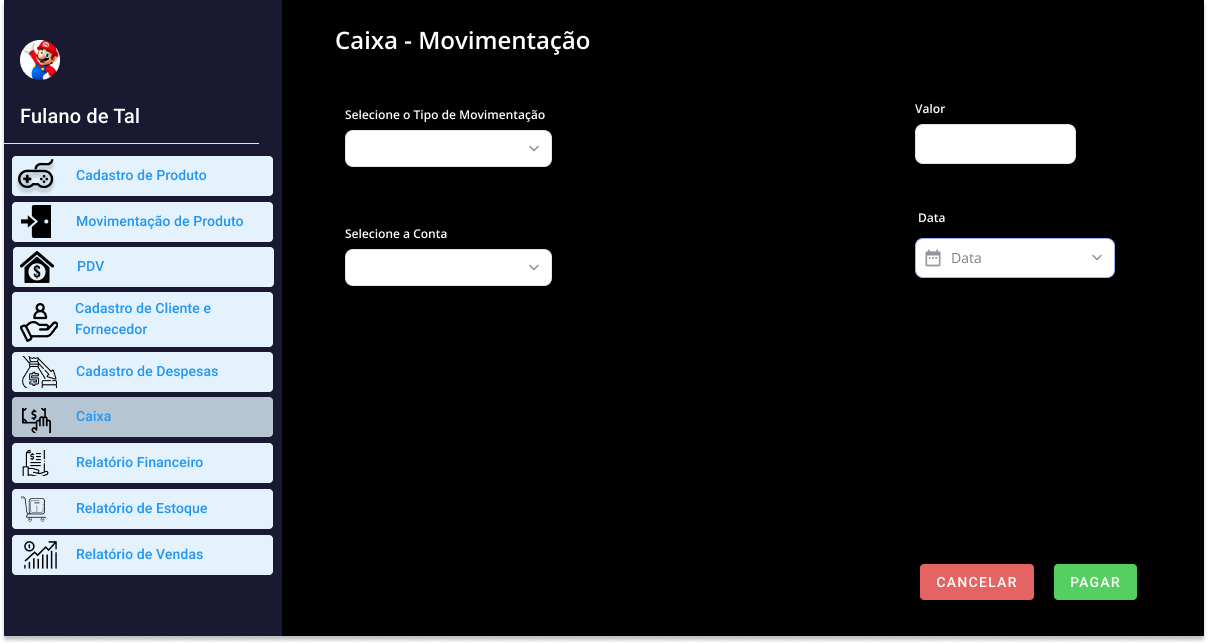 Fulano de Tal
Cadastro de Produto
Movimentação de Produto
PDV
Cadastro de Cliente e
Fornecedor
Cadastro de Despesas
Caixa
Relatório Financeiro
Relatório de Estoque
Relatório de Vendas
Caixa - Movimentação
Selecione o Tipo de Movimentação
Valor
Selecione a Conta
Data
Data
CANCELAR
PAGAR